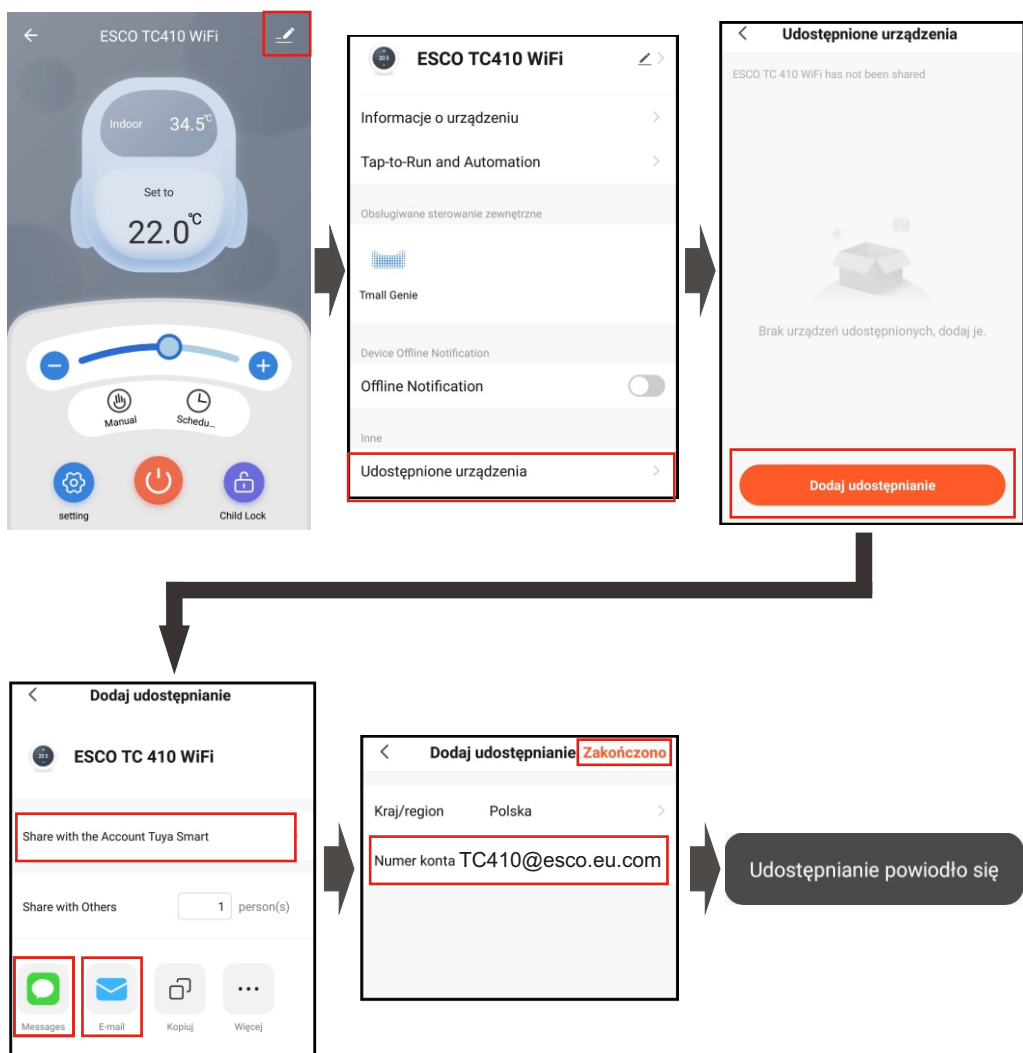 ESCO TC410 WiFi
Indoor 34.5℃
Set to
22.0℃
Manual Schedu...
setting Child Lock
20.5
ESCO TC410 WiFi
Informacje o urządzeniu
Tap-to-Run and Automation
Obsługiwane sterowanie zewnętrzne
Tmall Genie
Device Offline Notification
Offline Notification
Inne
Udostępnione urządzenia
Udostępnione urządzenia
ESCO TC 410 WiFi has not been shared
Brak urządzeń udostępnionych, dodaj je.
Dodaj udostępnianie
Dodaj udostępnianie
20.5
ESCO TC 410 WiFi
Share with the Account Tuya Smart
Share with Others 1 person(s)
Messages E-mail Kopiuj Więcej
Dodaj udostępnianie Zakończono
Kraj/region Polska
Numer konta TC410@esco.eu.com
Udostępnianie powiodło się